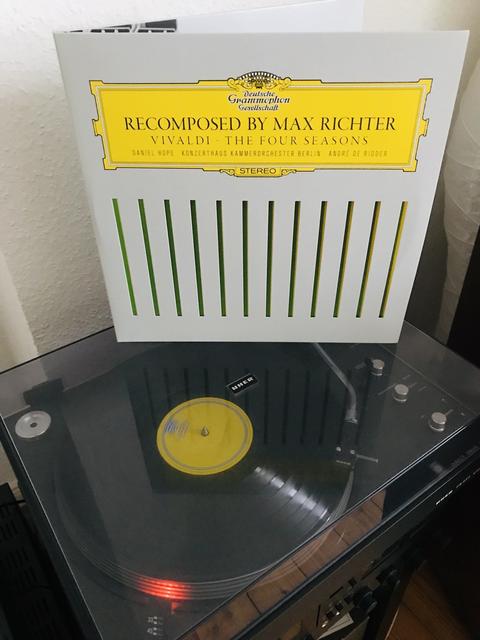 Deutsche
Grammophon
Gesellschaft
RECOMPOSED BY MAX RICHTER
VIVALDI · THE FOUR SEASONS
DANIEL HOPE · KONZERTHAUS KAMMERORCHESTER BERLIN · ANDRÉ DE RIDDER
STEREO
UHER